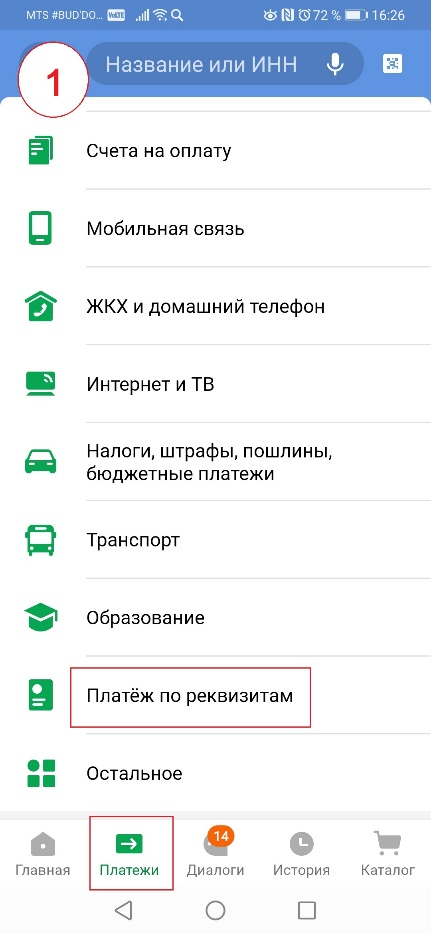 MTS #BUD'DO... VoLTE 72 % 16:26
1
Название или ИНН
Счета на оплату
Мобильная связь
ЖКХ и домашний телефон
Интернет и ТВ
Налоги, штрафы, пошлины,
бюджетные платежи
Транспорт
Образование
Платёж по реквизитам
Остальное
14
Главная Платежи Диалоги История Каталог